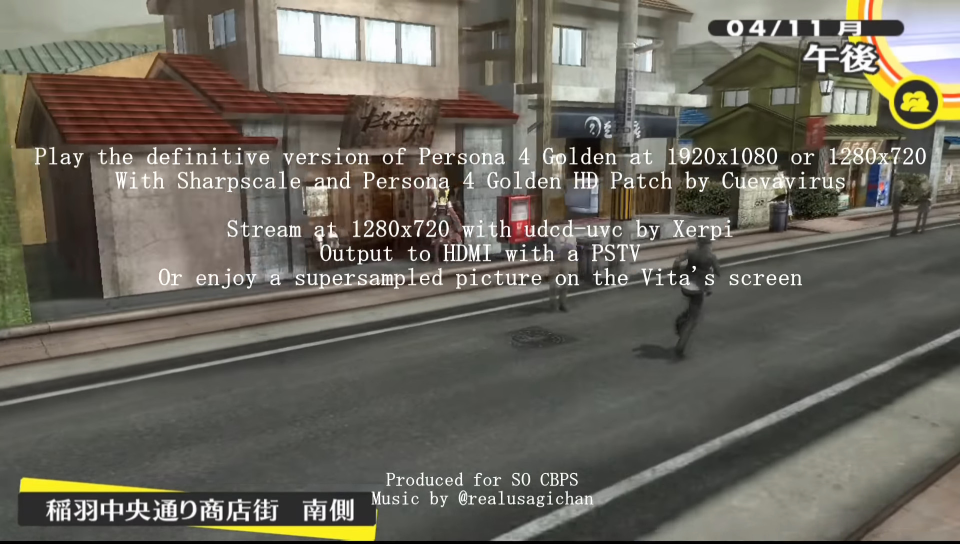 04/11 月
午後
Play the definitive version of Persona 4 Golden at 1920x1080 or 1280x720
With Sharpscale and Persona 4 Golden HD Patch by Cuevavirus
Stream at 1280x720 with udcd-uvc by Xerpi
Output to HDMI with a PSTV
Or enjoy a supersampled picture on the Vita's screen
Produced for SO CBPS
Music by @realusagichan
稲羽中央通り商店街 南側